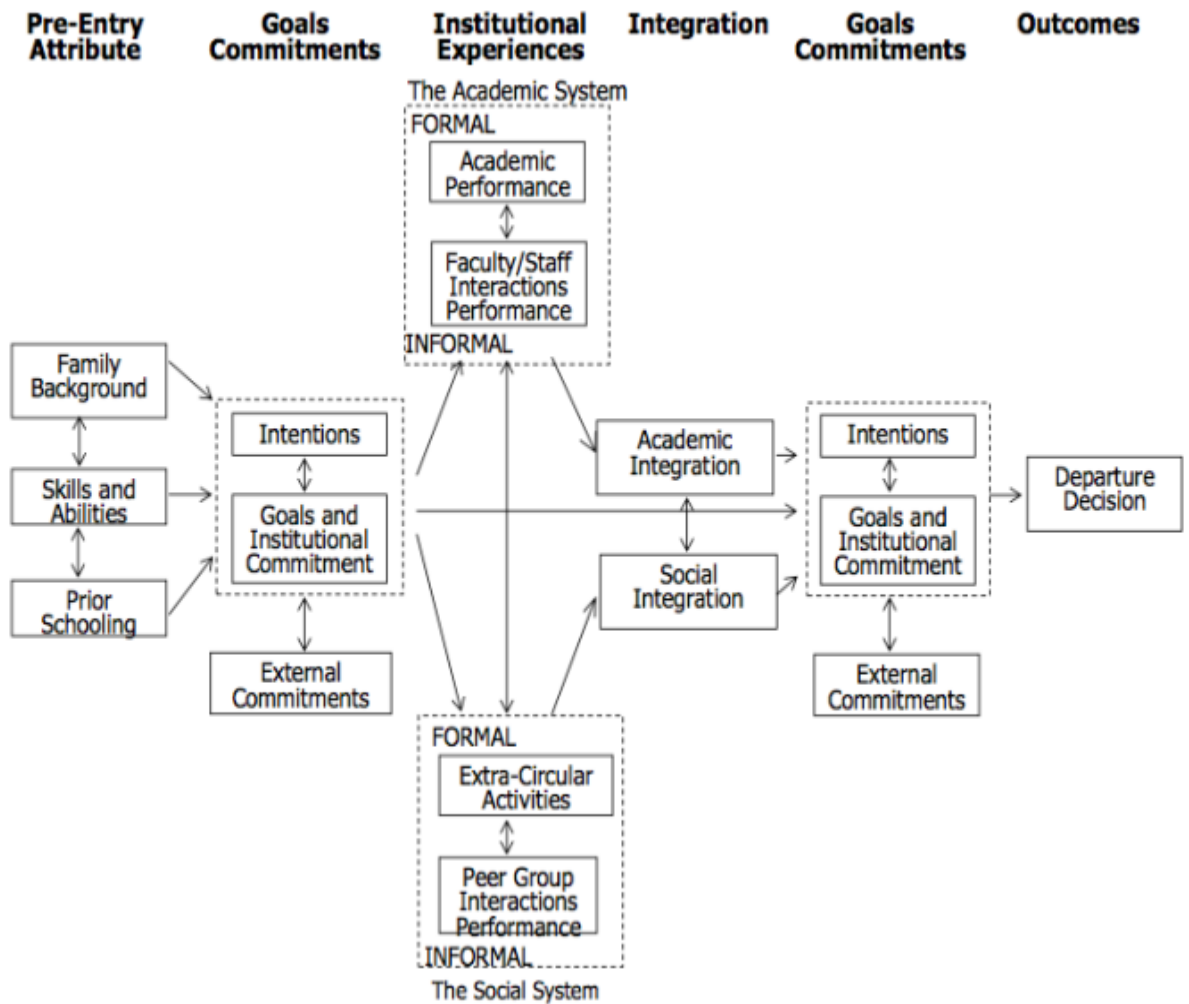 Pre-Entry
Attribute
Goals
Commitments
Institutional
Experiences
Integration
Goals
Commitments
Outcomes
The Academic System
FORMAL
Academic
Performance
Faculty/Staff
Interactions
Performance
INFORMAL
Family
Background
Skills and
Abilities
Prior
Schooling
Intentions
Goals and
Institutional
Commitment
External
Commitments
Academic
Integration
Social
Integration
Intentions
Goals and
Institutional
Commitment
External
Commitments
Departure
Decision
FORMAL
Extra-Circular
Activities
Peer Group
Interactions
Performance
INFORMAL
The Social System